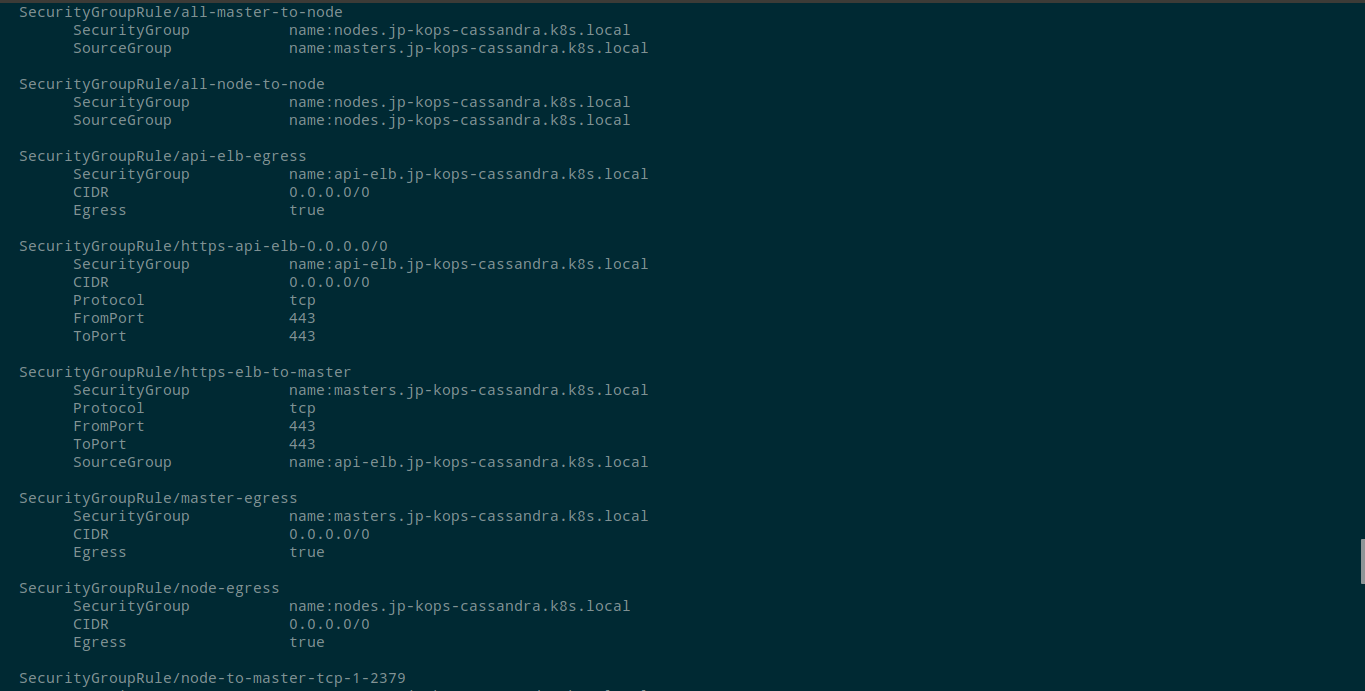 SecurityGroupRule/all-master-to-node
SecurityGroup name:nodes.jp-kops-cassandra.k8s.local
SourceGroup name:masters.jp-kops-cassandra.k8s.local
SecurityGroupRule/all-node-to-node
SecurityGroup name:nodes.jp-kops-cassandra.k8s.local
SourceGroup name:nodes.jp-kops-cassandra.k8s.local
SecurityGroupRule/api-elb-egress
SecurityGroup name:api-elb.jp-kops-cassandra.k8s.local
CIDR 0.0.0.0/0
Egress true
SecurityGroupRule/https-api-elb-0.0.0.0/0
SecurityGroup name:api-elb.jp-kops-cassandra.k8s.local
CIDR 0.0.0.0/0
Protocol tcp
FromPort 443
ToPort 443
SecurityGroupRule/https-elb-to-master
SecurityGroup name:masters.jp-kops-cassandra.k8s.local
Protocol tcp
FromPort 443
ToPort 443
SourceGroup name:api-elb.jp-kops-cassandra.k8s.local
SecurityGroupRule/master-egress
SecurityGroup name:masters.jp-kops-cassandra.k8s.local
CIDR 0.0.0.0/0
Egress true
SecurityGroupRule/node-egress
SecurityGroup name:nodes.jp-kops-cassandra.k8s.local
CIDR 0.0.0.0/0
Egress true
SecurityGroupRule/node-to-master-tcp-1-2379